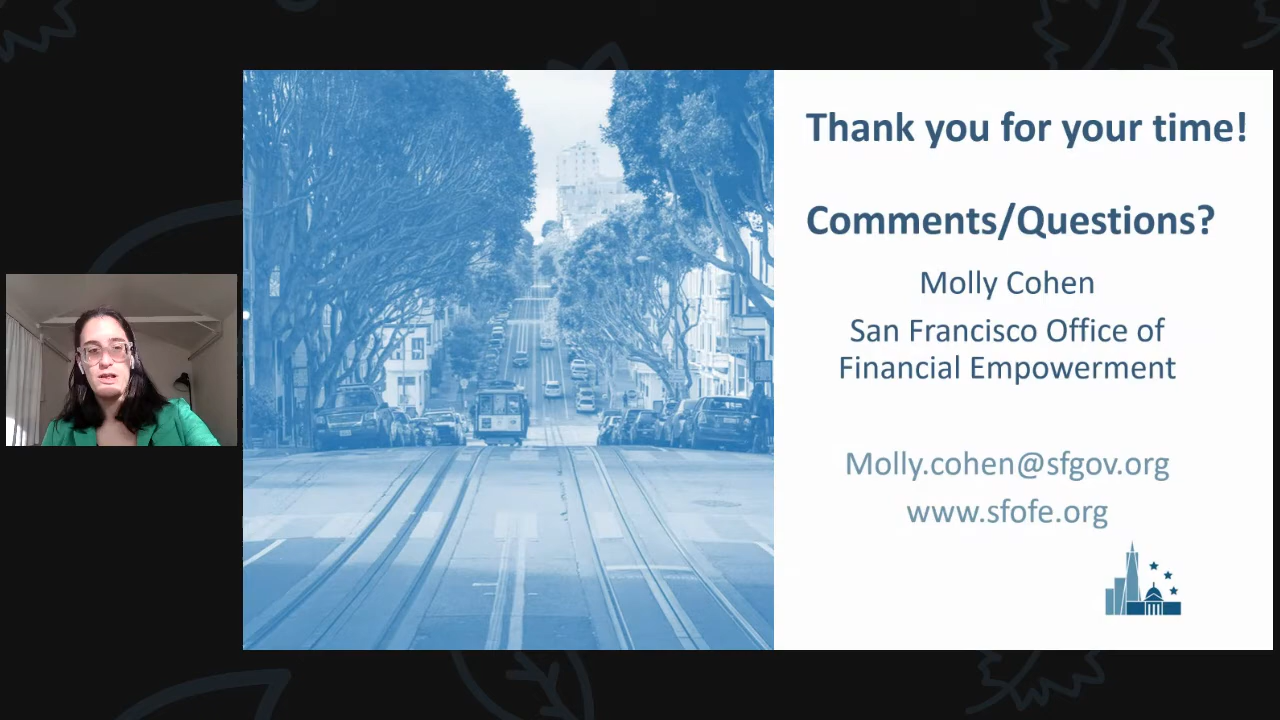 Thank you for your time!
Comments/Questions?
Molly Cohen
San Francisco Office of
Financial Empowerment
Molly.cohen@sfgov.org
www.sfofe.org